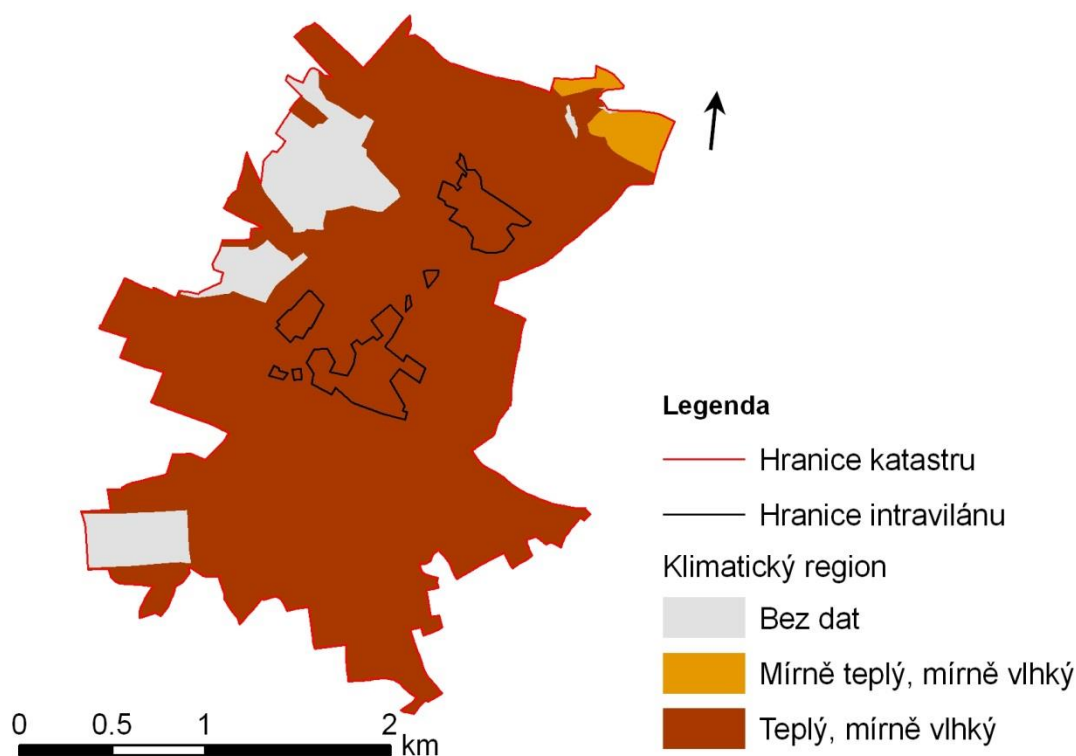 Legenda
Hranice katastru
Hranice intravilánu
Klimatický region
Bez dat
Mírně teplý, mírně vlhký
Teplý, mírně vlhký
0 0.5 1 2
km